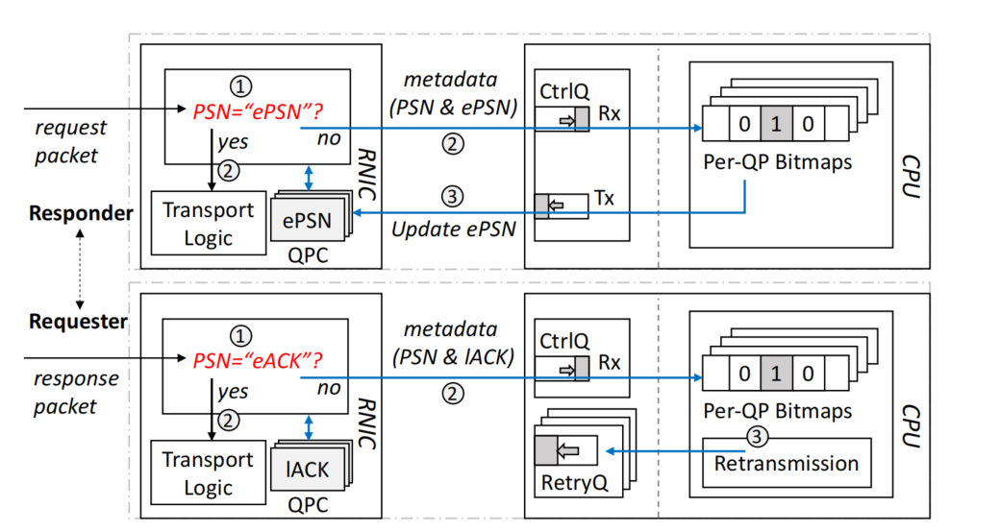 ①
PSN="ePSN"?
request
packet
yes
no
②
Transport
Logic
ePSN
QPC
RNIC
Responder
metadata
(PSN & ePSN)
②
③
Update ePSN
CtrlQ
Rx
Tx
0 1 0
Per-QP Bitmaps
CPU
Requester
①
PSN="eACK"?
response
packet
yes
no
②
Transport
Logic
lACK
QPC
RNIC
metadata
(PSN & lACK)
②
CtrlQ
Rx
RetryQ
0 1 0
Per-QP Bitmaps
③
Retransmission
CPU